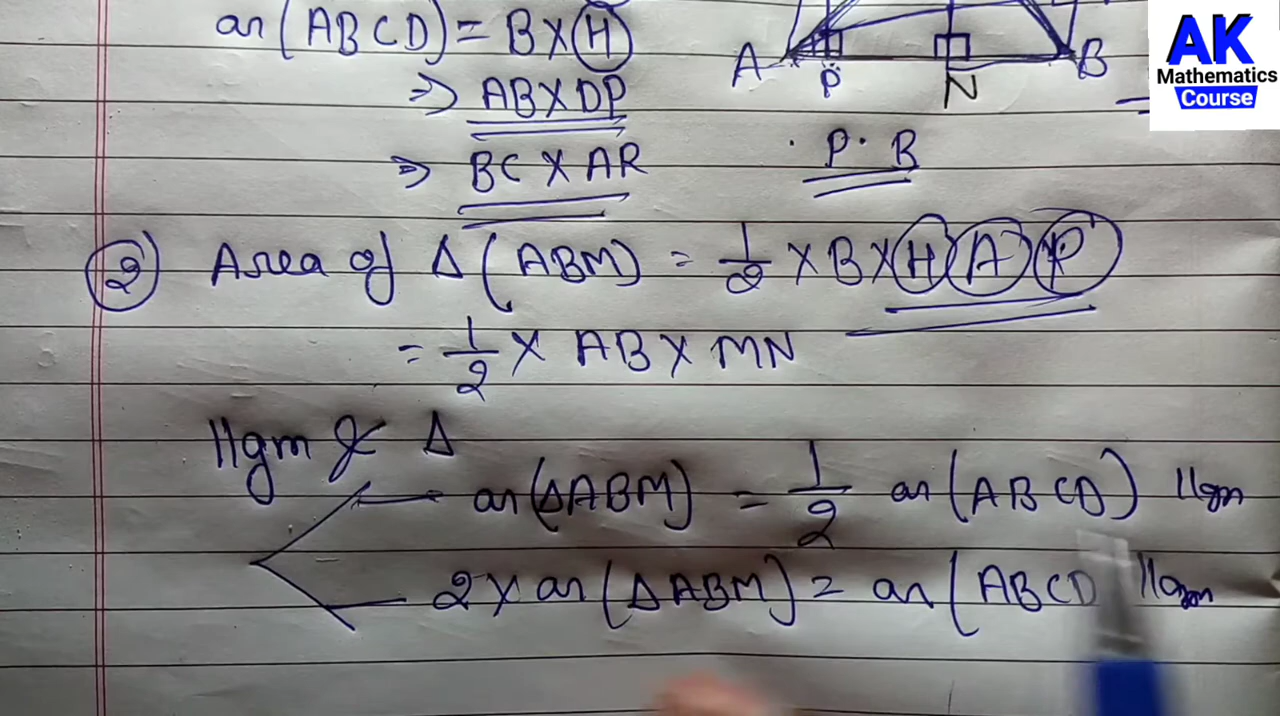 ar(ABCD) = B×H
A P N B
AK
Mathematics
Course
⇒ AB×DP
· P · B
⇒ BC × AR
② Area of Δ (ABM) = 1/2 × B×H A P
= 1/2 × AB × MN
||gm & Δ
ar(ΔABM) = 1/2 ar(ABCD) ||gm
2× ar(ΔABM) = ar(ABCD ||gm